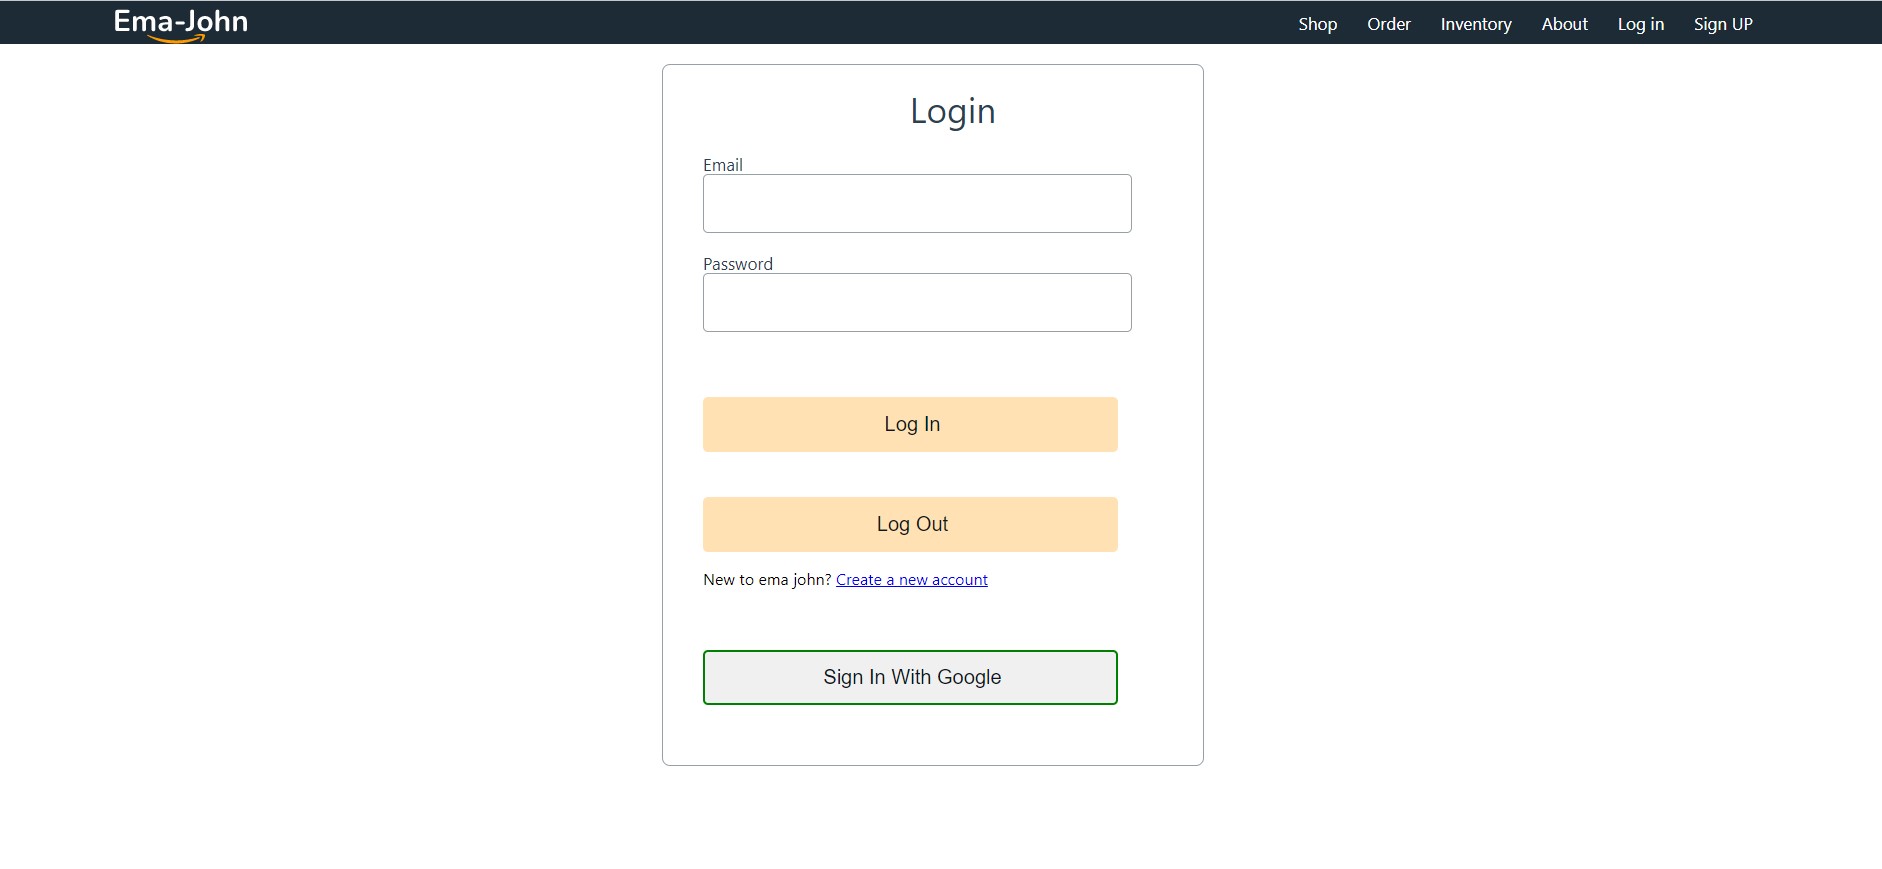 Ema-John Shop Order Inventory About Log in Sign UP
Login
Email
Password
Log In
Log Out
New to ema john? Create a new account
Sign In With Google